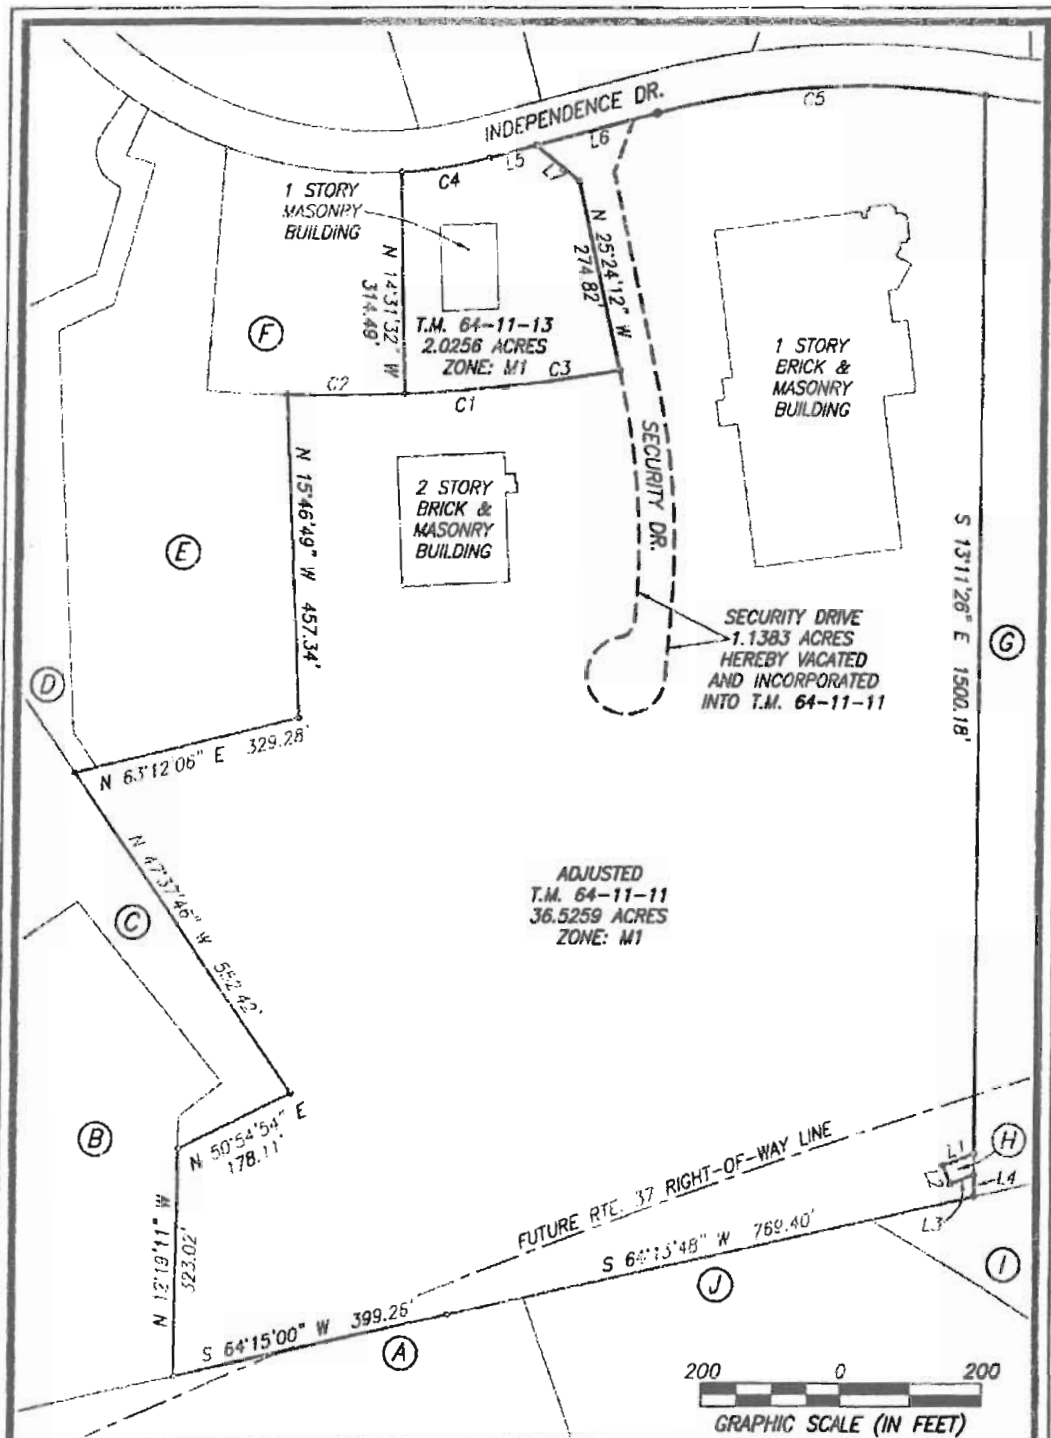 INDEPENDENCE DR.
C5
L6
L5
L7
C4
1 STORY
MASONRY
BUILDING
N 14°31'32" W
314.49'
N 25°24'12" W
274.82'
T.M. 64-11-13
2.0256 ACRES
ZONE: M1
F
C2
C1
C3
1 STORY
BRICK &
MASONRY
BUILDING
SECURITY DR.
2 STORY
BRICK &
MASONRY
BUILDING
N 15°46'49" W 457.34'
E
S 13°11'26" E 1500.18'
G
SECURITY DRIVE
1.1383 ACRES
HEREBY VACATED
AND INCORPORATED
INTO T.M. 64-11-11
D
N 63°12'06" E 329.28'
N 47°37'46" W 552.42'
C
ADJUSTED
T.M. 64-11-11
36.5259 ACRES
ZONE: M1
B
N 50°54'54" E
178.11'
FUTURE RTE. 37 RIGHT-OF-WAY LINE
L1
H
L2
L3
L4
I
S 64°15'48" W 769.40'
J
N 12°19'11" W
323.02'
S 64°15'00" W 399.26'
A
200 0 200
GRAPHIC SCALE (IN FEET)